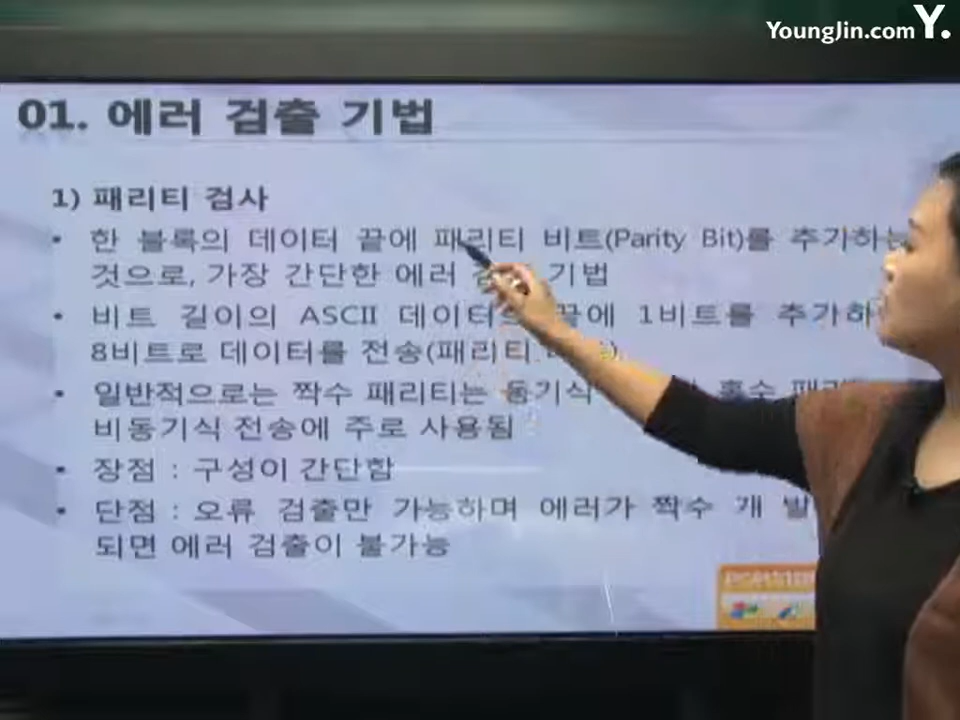 YoungJin.com Y.
01. 에러 검출 기법
1) 패리티 검사
• 한 블록의 데이터 끝에 패리티 비트(Parity Bit)를 추가하는
것으로, 가장 간단한 에러 기법
• 비트 길이의 ASCII 데이터의 끝에 1비트를 추가하
8비트로 데이터를 전송(패리티
• 일반적으로는 짝수 패리티는 동기식 홀수
비동기식 전송에 주로 사용됨
• 장점 : 구성이 간단함
• 단점 : 오류 검출만 가능하며 에러가 짝수 개 발
되면 에러 검출이 불가능